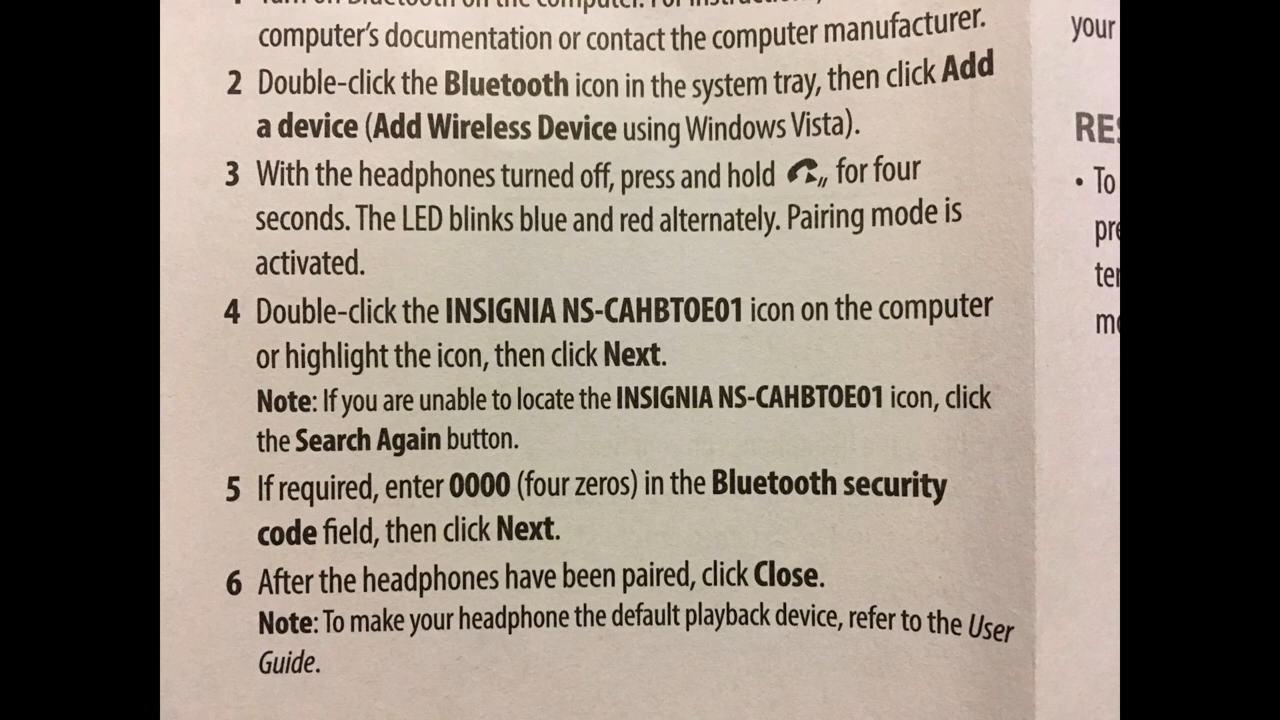 computer's documentation or contact the computer manufacturer.
2 Double-click the Bluetooth icon in the system tray, then click Add
a device (Add Wireless Device using Windows Vista).
3 With the headphones turned off, press and hold for four
seconds. The LED blinks blue and red alternately. Pairing mode is
activated.
4 Double-click the INSIGNIA NS-CAHBTOE01 icon on the computer
or highlight the icon, then click Next.
Note: If you are unable to locate the INSIGNIA NS-CAHBTOE01 icon, click
the Search Again button.
5 If required, enter 0000 (four zeros) in the Bluetooth security
code field, then click Next.
6 After the headphones have been paired, click Close.
Note: To make your headphone the default playback device, refer to the User
Guide.
your
• To